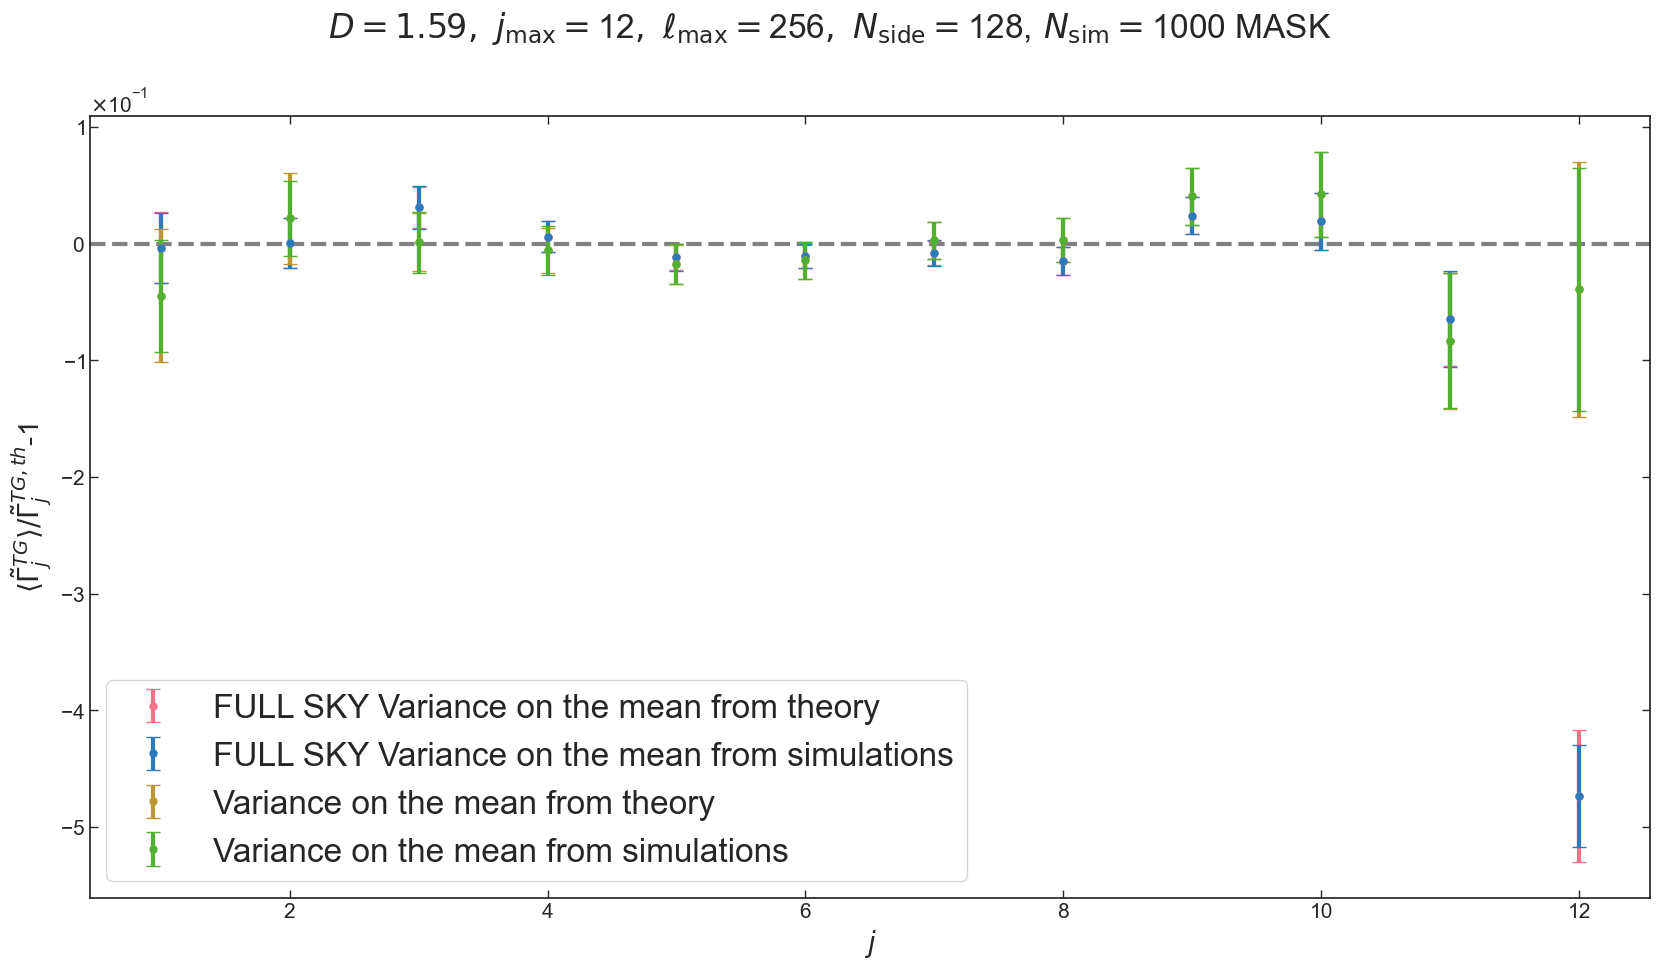 D = 1.59, j_max = 12, ℓ_max = 256, N_side = 128, N_sim = 1000 MASK
×10⁻¹
1
0
−1
−2
−3
−4
−5
⟨Γ̃_j^{TG}⟩/Γ̃_j^{TG,th}-1
FULL SKY Variance on the mean from theory
FULL SKY Variance on the mean from simulations
Variance on the mean from theory
Variance on the mean from simulations
2 4 6 8 10 12
j